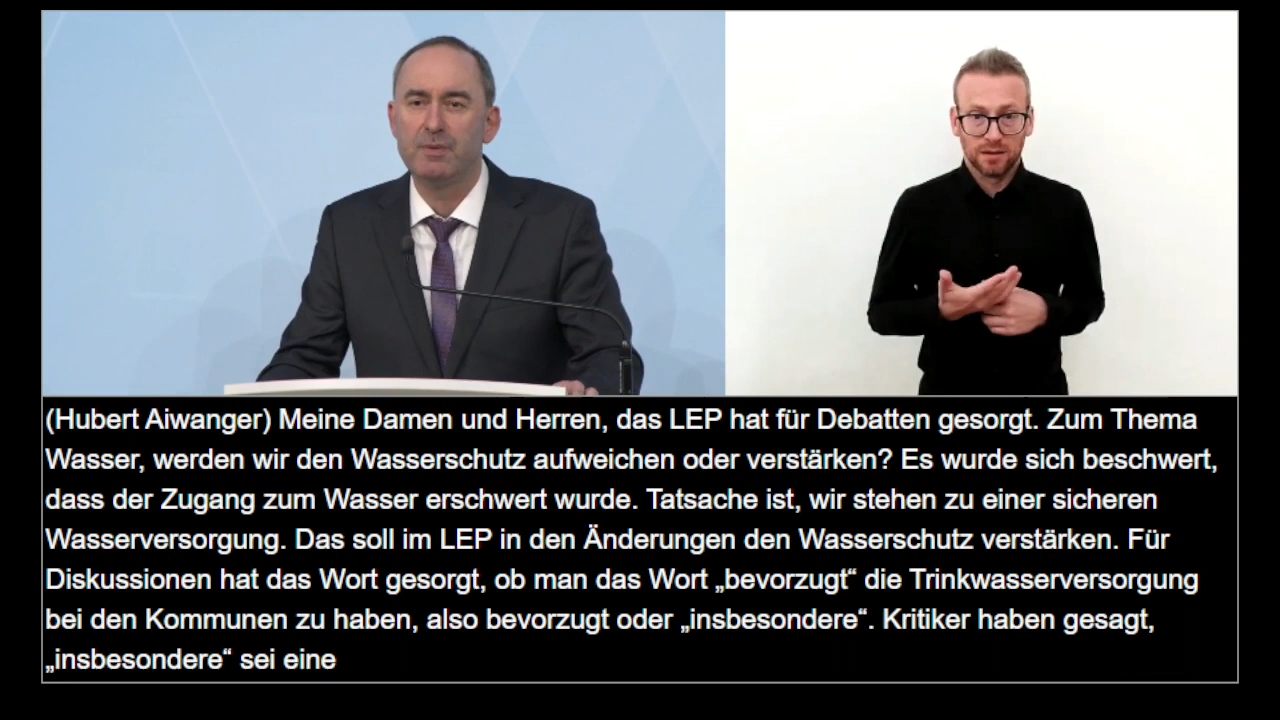 (Hubert Aiwanger) Meine Damen und Herren, das LEP hat für Debatten gesorgt. Zum Thema
Wasser, werden wir den Wasserschutz aufweichen oder verstärken? Es wurde sich beschwert,
dass der Zugang zum Wasser erschwert wurde. Tatsache ist, wir stehen zu einer sicheren
Wasserversorgung. Das soll im LEP in den Änderungen den Wasserschutz verstärken. Für
Diskussionen hat das Wort gesorgt, ob man das Wort „bevorzugt“ die Trinkwasserversorgung
bei den Kommunen zu haben, also bevorzugt oder „insbesondere“. Kritiker haben gesagt,
„insbesondere“ sei eine